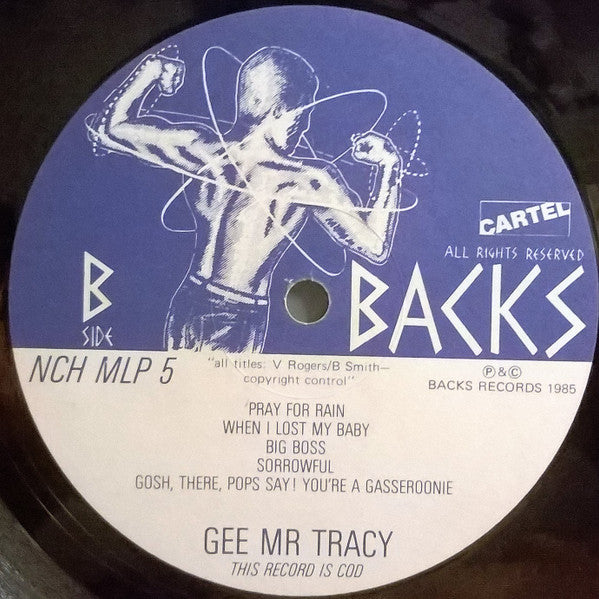 CARTEL
ALL RIGHTS RESERVED
B
SIDE
BACKS
NCH MLP 5
"all titles: V Rogers/B Smith—
copyright control"
Ⓟ&©
BACKS RECORDS 1985
'PRAY FOR RAIN
WHEN I LOST MY BABY
BIG BOSS
SORROWFUL
GOSH, THERE, POPS SAY! YOU'RE A GASSEROONIE
GEE MR TRACY
THIS RECORD IS COD